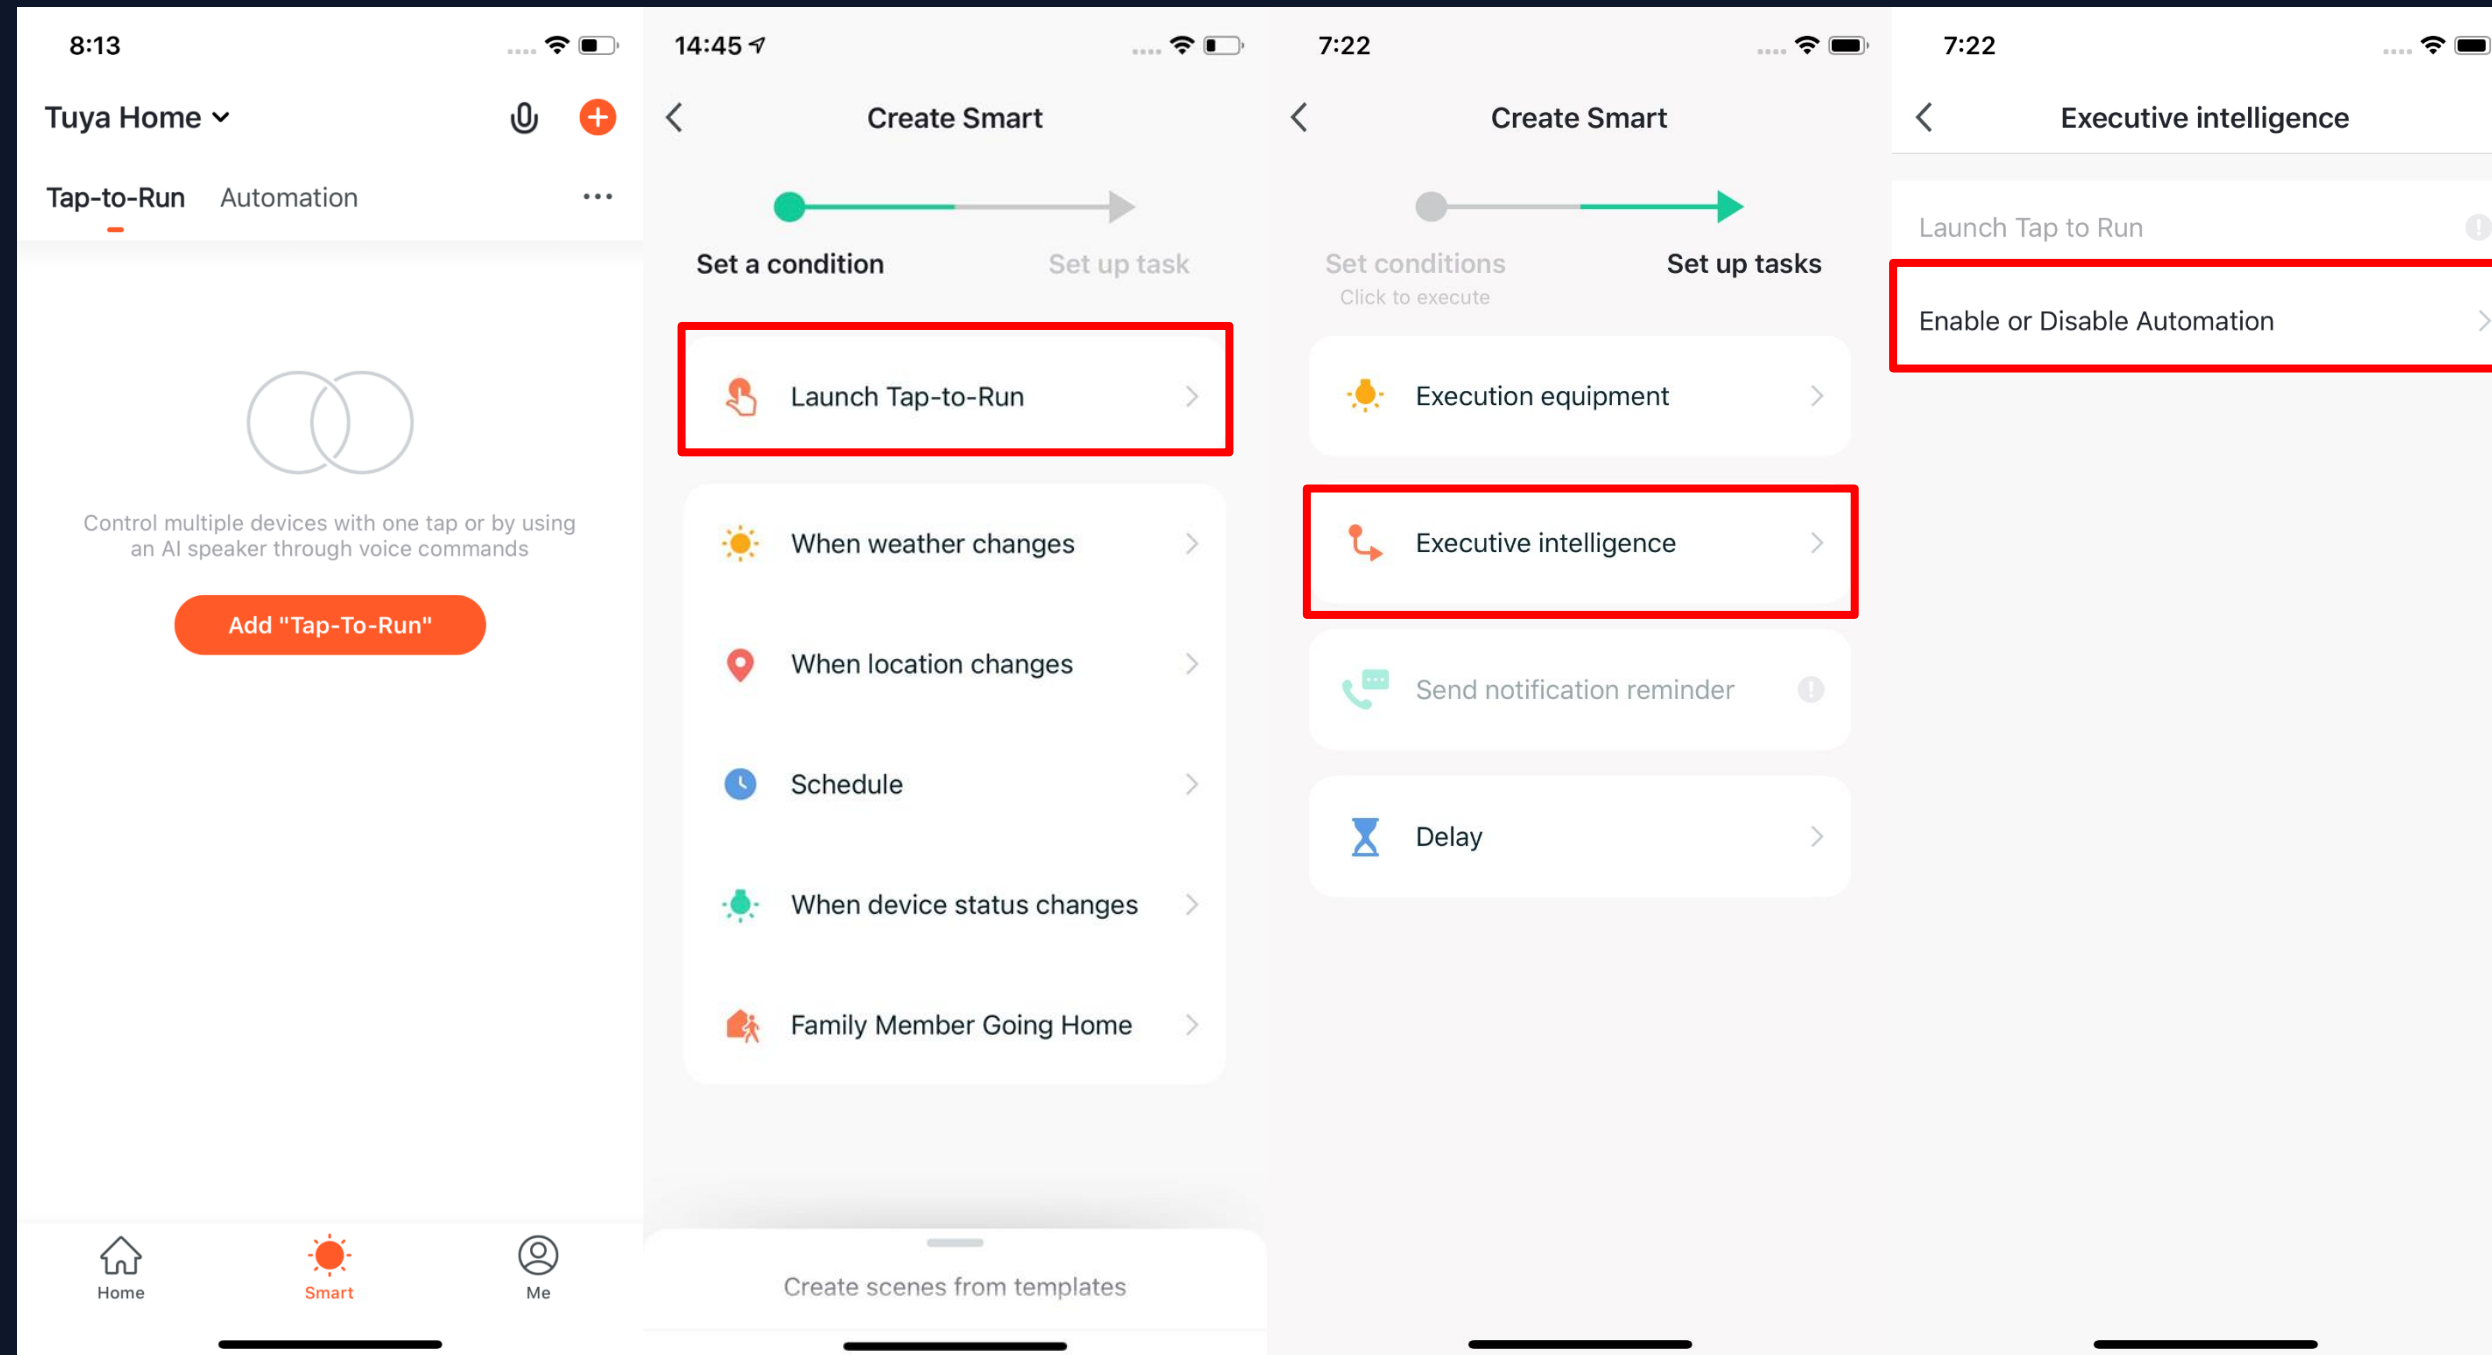 8:13
Tuya Home
Tap-to-Run Automation
Control multiple devices with one tap or by using
an AI speaker through voice commands
Add "Tap-To-Run"
Home Smart Me
14:45
Create Smart
Set a condition Set up task
Launch Tap-to-Run
When weather changes
When location changes
Schedule
When device status changes
Family Member Going Home
Create scenes from templates
7:22
Create Smart
Set conditions Set up tasks
Click to execute
Execution equipment
Executive intelligence
Send notification reminder
Delay
7:22
Executive intelligence
Launch Tap to Run
Enable or Disable Automation